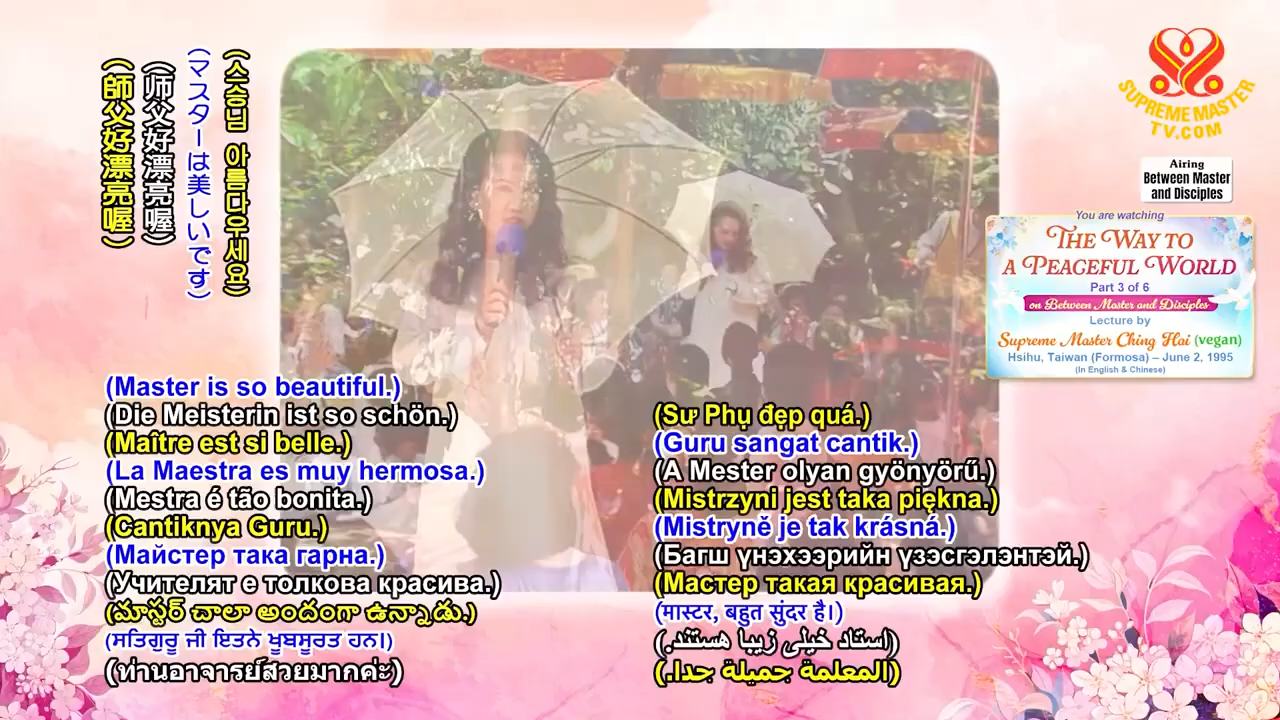 (스승님 아름다우세요)
(マスターは美しいです)
(师父好漂亮喔)
(師父好漂亮喔)
SUPREME MASTER
TV.COM
Airing
Between Master
and Disciples
You are watching
THE WAY TO
A PEACEFUL WORLD
Part 3 of 6
on Between Master and Disciples
Lecture by
Supreme Master Ching Hai (vegan)
Hsihu, Taiwan (Formosa) – June 2, 1995
(In English & Chinese)
(Master is so beautiful.)
(Die Meisterin ist so schön.)
(Maître est si belle.)
(La Maestra es muy hermosa.)
(Mestra é tão bonita.)
(Cantiknya Guru.)
(Майстер така гарна.)
(Учителят е толкова красива.)
(మాస్టర్ చాలా అందంగా ఉన్నాడు.)
(ਸਤਿਗੁਰੂ ਜੀ ਇਤਨੇ ਖੂਬਸੂਰਤ ਹਨ।)
(ท่านอาจารย์สวยมากค่ะ)
(Sư Phụ đẹp quá.)
(Guru sangat cantik.)
(A Mester olyan gyönyörű.)
(Mistrzyni jest taka piękna.)
(Mistryně je tak krásná.)
(Багш үнэхээрийн үзэсгэлэнтэй.)
(Мастер такая красивая.)
(मास्टर, बहुत सुंदर है।)
(استاد خیلی زیبا هستند.)
(المعلمة جميلة جدا.)